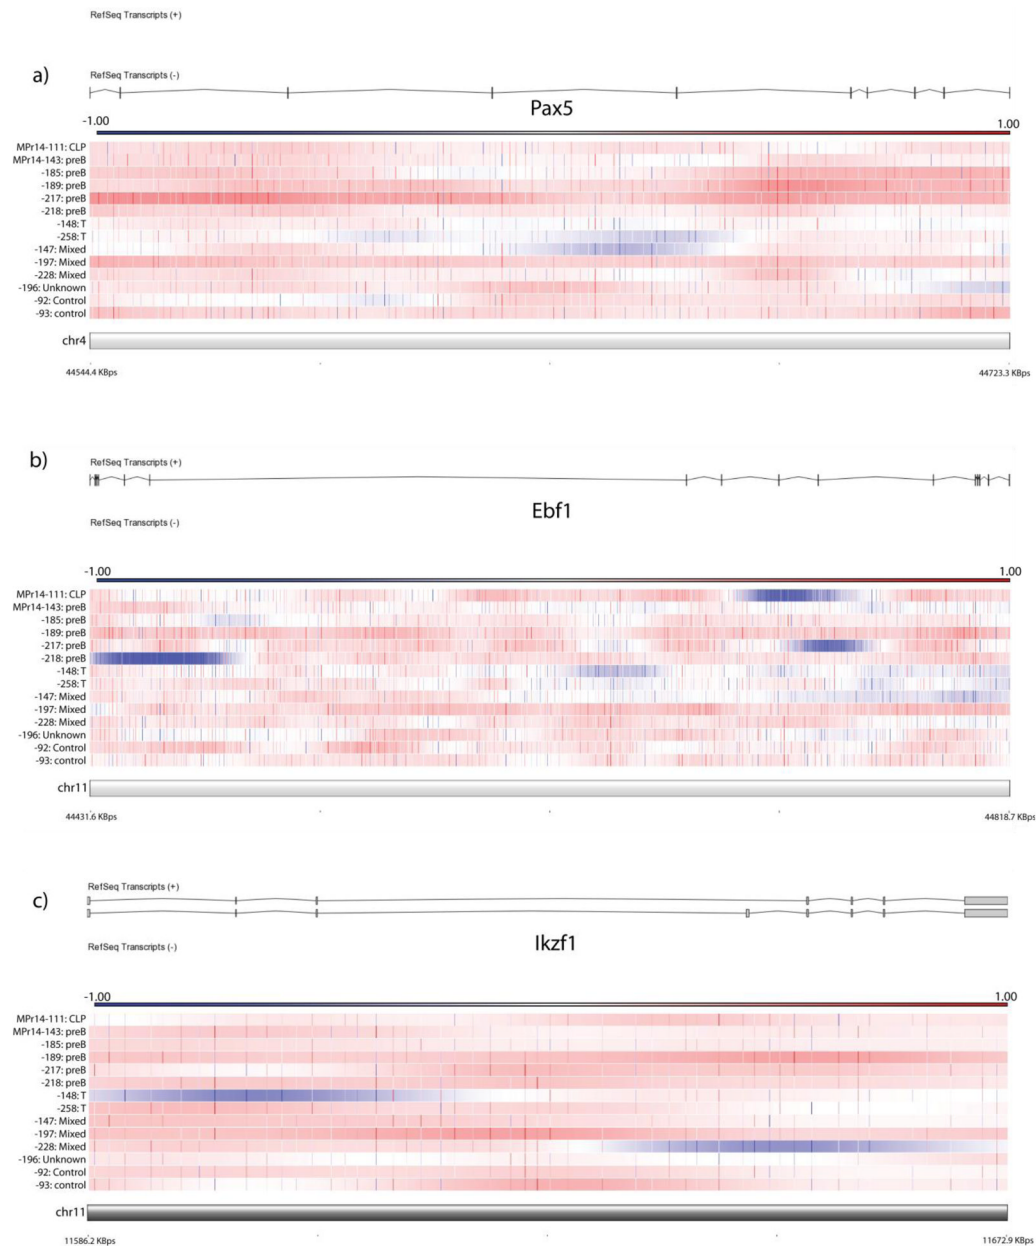 RefSeq Transcripts (+)
a)
RefSeq Transcripts (-)
Pax5
-1.00 1.00
MPr14-111: CLP
MPr14-143: preB
-185: preB
-189: preB
-217: preB
-218: preB
-148: T
-258: T
-147: Mixed
-197: Mixed
-228: Mixed
-196: Unknown
-92: Control
-93: control
chr4
44544.4 KBps 44723.3 KBps
b)
RefSeq Transcripts (+)
Ebf1
RefSeq Transcripts (-)
-1.00 1.00
MPr14-111: CLP
MPr14-143: preB
-185: preB
-189: preB
-217: preB
-218: preB
-148: T
-258: T
-147: Mixed
-197: Mixed
-228: Mixed
-196: Unknown
-92: Control
-93: control
chr11
44431.6 KBps 44818.7 KBps
RefSeq Transcripts (+)
c)
Ikzf1
RefSeq Transcripts (-)
-1.00 1.00
MPr14-111: CLP
MPr14-143: preB
-185: preB
-189: preB
-217: preB
-218: preB
-148: T
-258: T
-147: Mixed
-197: Mixed
-228: Mixed
-196: Unknown
-92: Control
-93: control
chr11
11586.2 KBps 11672.9 KBps